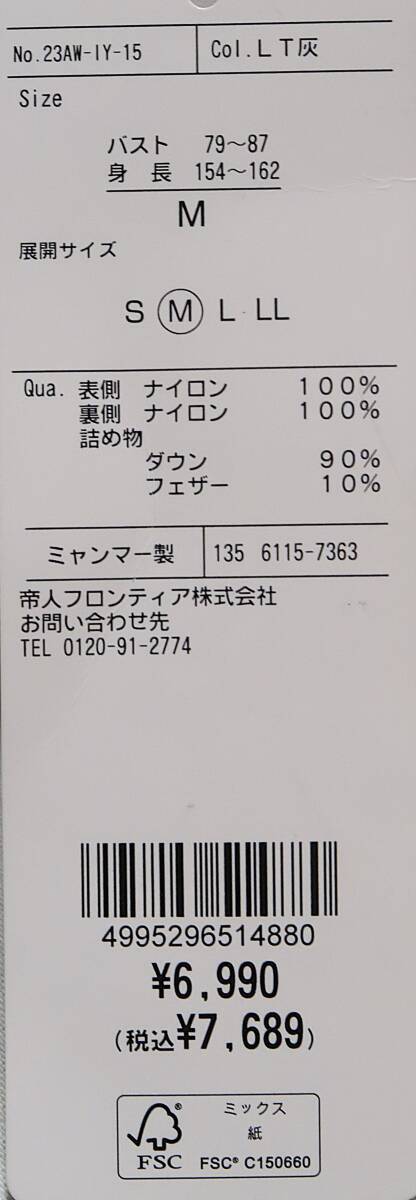 No.23AW-IY-15 Col.LT灰
Size
バスト 79〜87
身長 154〜162
M
展開サイズ
S M L LL
Qua. 表側 ナイロン 100%
裏側 ナイロン 100%
詰め物
ダウン 90%
フェザー 10%
ミャンマー製 135 6115-7363
帝人フロンティア株式会社
お問い合わせ先
TEL 0120-91-2774
4995296514880
¥6,990
(税込¥7,689)
ミックス
紙
FSC® FSC® C150660